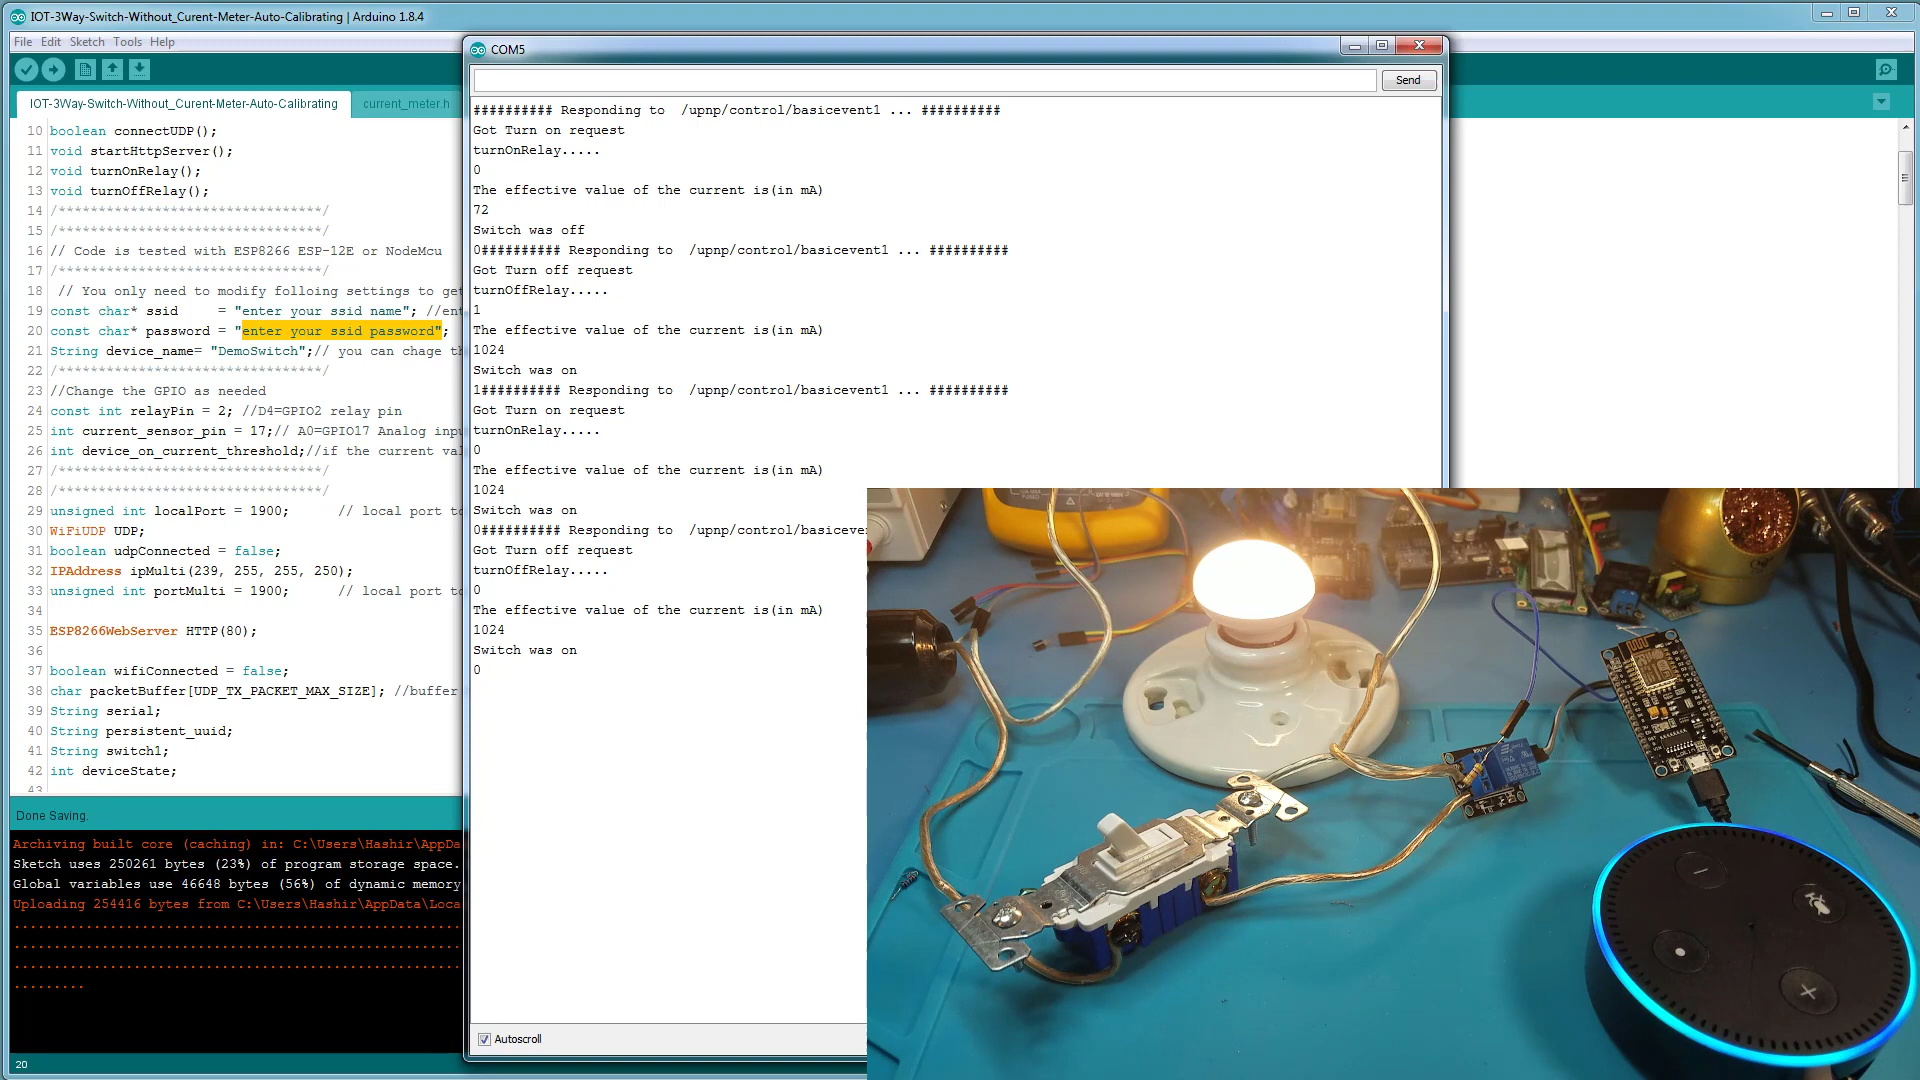 IOT-3Way-Switch-Without_Curent-Meter-Auto-Calibrating | Arduino 1.8.4
File Edit Sketch Tools Help
IOT-3Way-Switch-Without_Curent-Meter-Auto-Calibrating current_meter.h
10 boolean connectUDP();
11 void startHttpServer();
12 void turnOnRelay();
13 void turnOffRelay();
14 /********************************/
15 /********************************/
16 // Code is tested with ESP8266 ESP-12E or NodeMcu
17 /********************************/
18 // You only need to modify folloing settings to get
19 const char* ssid = "enter your ssid name"; //ent
20 const char* password = "enter your ssid password";
21 String device_name= "DemoSwitch";// you can chage th
22 /********************************/
23 //Change the GPIO as needed
24 const int relayPin = 2; //D4=GPIO2 relay pin
25 int current_sensor_pin = 17;// A0=GPIO17 Analog inpu
26 int device_on_current_threshold;//if the current val
27 /********************************/
28 /********************************/
29 unsigned int localPort = 1900; // local port to
30 WiFiUDP UDP;
31 boolean udpConnected = false;
32 IPAddress ipMulti(239, 255, 255, 250);
33 unsigned int portMulti = 1900; // local port to
34
35 ESP8266WebServer HTTP(80);
36
37 boolean wifiConnected = false;
38 char packetBuffer[UDP_TX_PACKET_MAX_SIZE]; //buffer
39 String serial;
40 String persistent_uuid;
41 String switch1;
42 int deviceState;
43
Done Saving.
Archiving built core (caching) in: C:\Users\Hashir\AppDa
Sketch uses 250261 bytes (23%) of program storage space.
Global variables use 46648 bytes (56%) of dynamic memory
Uploading 254416 bytes from C:\Users\Hashir\AppData\Loca
20
COM5
Send
########## Responding to /upnp/control/basicevent1 ... ##########
Got Turn on request
turnOnRelay.....
0
The effective value of the current is(in mA)
72
Switch was off
0########## Responding to /upnp/control/basicevent1 ... ##########
Got Turn off request
turnOffRelay.....
1
The effective value of the current is(in mA)
1024
Switch was on
1########## Responding to /upnp/control/basicevent1 ... ##########
Got Turn on request
turnOnRelay.....
0
The effective value of the current is(in mA)
1024
Switch was on
0########## Responding to /upnp/control/basiceven
Got Turn off request
turnOffRelay.....
0
The effective value of the current is(in mA)
1024
Switch was on
0
Autoscroll